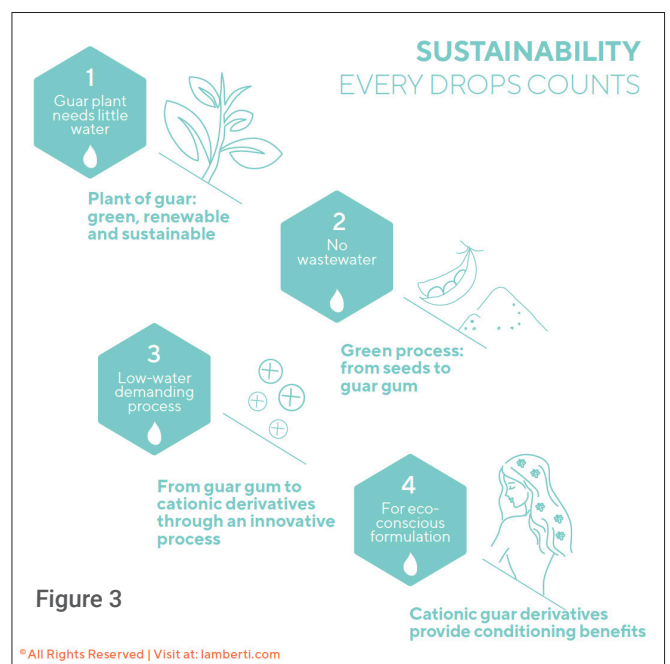 SUSTAINABILITY
EVERY DROPS COUNTS
1
Guar plant
needs little
water
Plant of guar:
green, renewable
and sustainable
2
No
wastewater
Green process:
from seeds to
guar gum
3
Low-water
demanding
process
From guar gum to
cationic derivatives
through an innovative
process
4
For eco-
conscious
formulation
Cationic guar derivatives
provide conditioning benefits
Figure 3
©All Rights Reserved | Visit at: lamberti.com